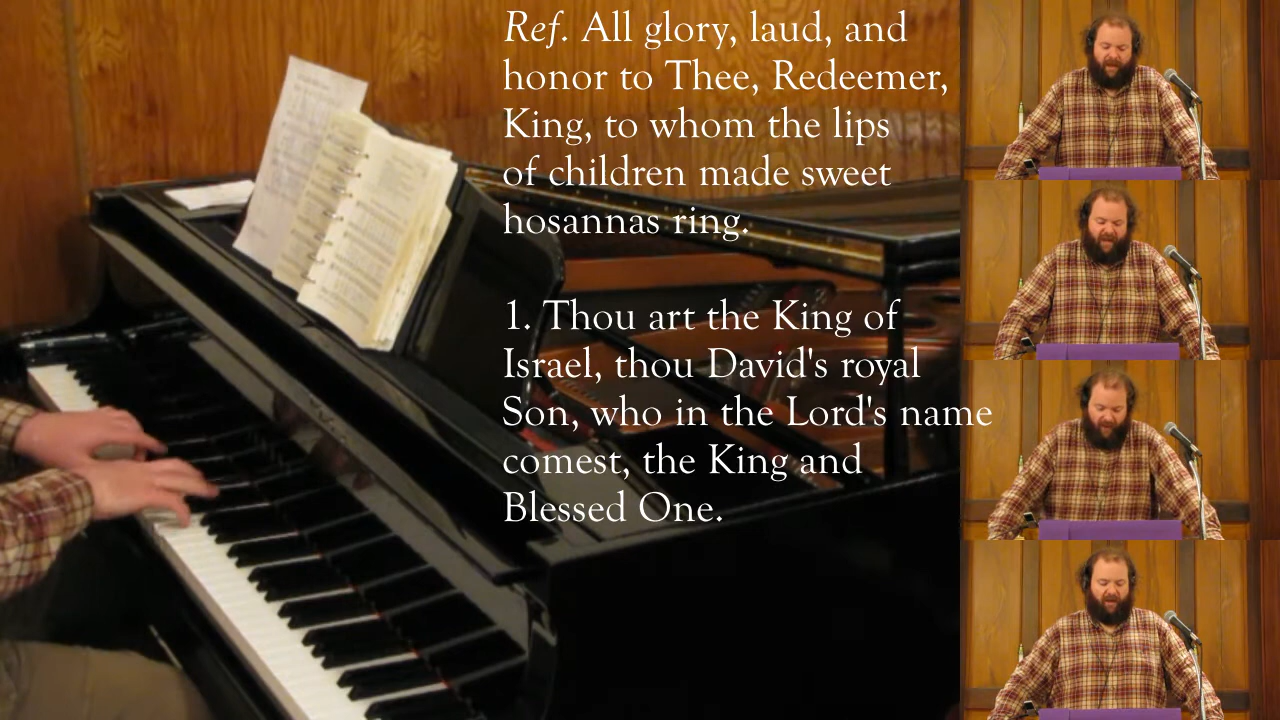 Ref. All glory, laud, and
honor to Thee, Redeemer,
King, to whom the lips
of children made sweet
hosannas ring.
1. Thou art the King of
Israel, thou David's royal
Son, who in the Lord's name
comest, the King and
Blessed One.